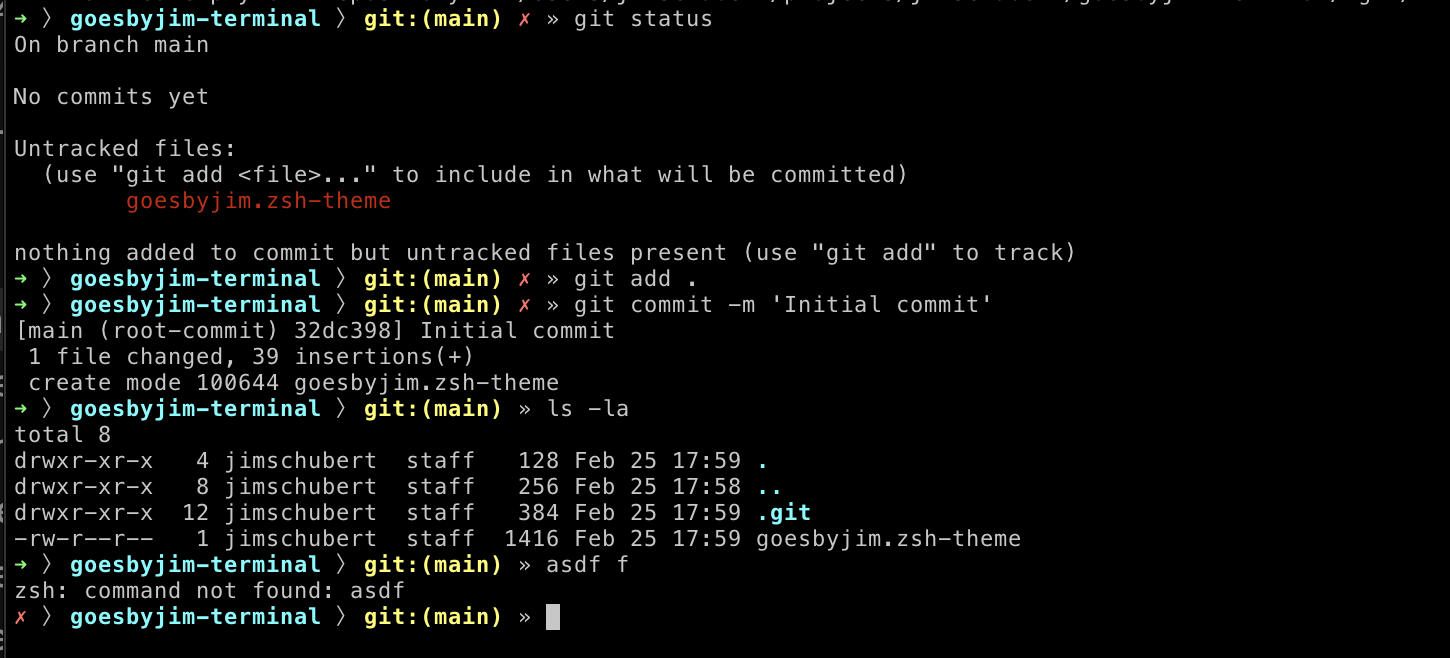 ➜ 〉 goesbyjim-terminal 〉 git:(main) ✗ » git status
On branch main

No commits yet

Untracked files:
  (use "git add <file>..." to include in what will be committed)
        goesbyjim.zsh-theme

nothing added to commit but untracked files present (use "git add" to track)
➜ 〉 goesbyjim-terminal 〉 git:(main) ✗ » git add .
➜ 〉 goesbyjim-terminal 〉 git:(main) ✗ » git commit -m 'Initial commit'
[main (root-commit) 32dc398] Initial commit
 1 file changed, 39 insertions(+)
 create mode 100644 goesbyjim.zsh-theme
➜ 〉 goesbyjim-terminal 〉 git:(main) » ls -la
total 8
drwxr-xr-x   4 jimschubert  staff   128 Feb 25 17:59 .
drwxr-xr-x   8 jimschubert  staff   256 Feb 25 17:58 ..
drwxr-xr-x  12 jimschubert  staff   384 Feb 25 17:59 .git
-rw-r--r--   1 jimschubert  staff  1416 Feb 25 17:59 goesbyjim.zsh-theme
➜ 〉 goesbyjim-terminal 〉 git:(main) » asdf f
zsh: command not found: asdf
✗ 〉 goesbyjim-terminal 〉 git:(main) »